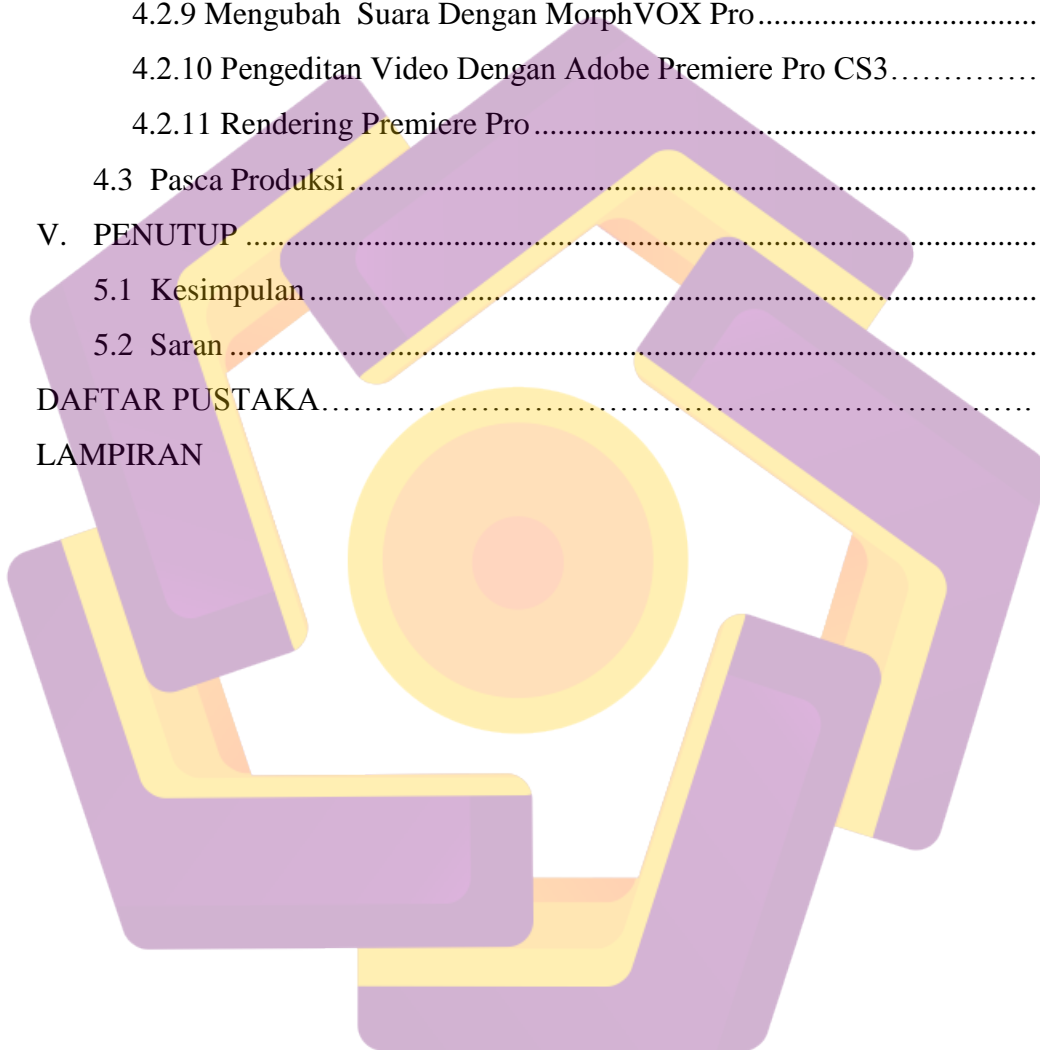 4.2.9 Mengubah  Suara Dengan MorphVOX Pro...................................
4.2.10 Pengeditan Video Dengan Adobe Premiere Pro CS3……………
4.2.11 Rendering Premiere Pro...............................................................
4.3  Pasca Produksi.....................................................................................
V.   PENUTUP ..................................................................................................
5.1  Kesimpulan..........................................................................................
5.2  Saran ....................................................................................................
DAFTAR PUSTAKA…………………………………………………………….
LAMPIRAN